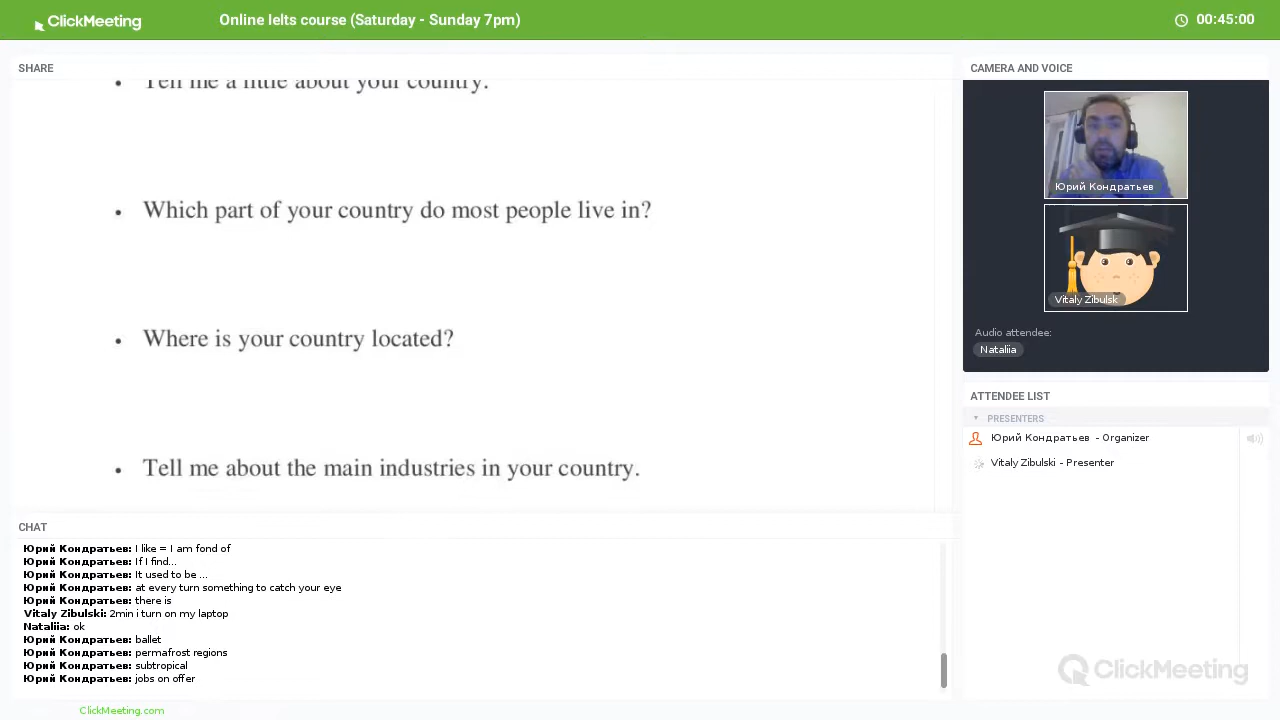 ClickMeeting
Online Ielts course (Saturday - Sunday 7pm)
00:45:00
SHARE
Tell me a little about your country.
Which part of your country do most people live in?
Where is your country located?
Tell me about the main industries in your country.
CHAT
Юрий Кондратьев: I like = I am fond of
Юрий Кондратьев: If I find...
Юрий Кондратьев: It used to be ...
Юрий Кондратьев: at every turn something to catch your eye
Юрий Кондратьев: there is
Vitaly Zibulski: 2min i turn on my laptop
Nataliia: ok
Юрий Кондратьев: ballet
Юрий Кондратьев: permafrost regions
Юрий Кондратьев: subtropical
Юрий Кондратьев: jobs on offer
ClickMeeting.com
CAMERA AND VOICE
Юрий Кондратьев
Vitaly Zibulsk
Audio attendee:
Nataliia
ATTENDEE LIST
PRESENTERS
Юрий Кондратьев - Organizer
Vitaly Zibulski - Presenter
ClickMeeting